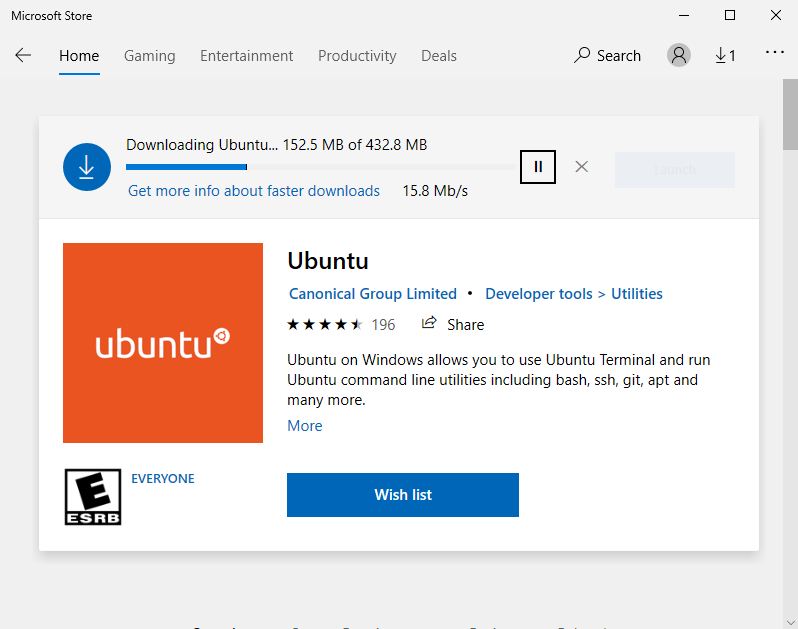 Microsoft Store
Home Gaming Entertainment Productivity Deals Search 1
Downloading Ubuntu... 152.5 MB of 432.8 MB
Launch
Get more info about faster downloads 15.8 Mb/s
Ubuntu
Canonical Group Limited • Developer tools > Utilities
196 Share
ubuntu
Ubuntu on Windows allows you to use Ubuntu Terminal and run
Ubuntu command line utilities including bash, ssh, git, apt and
many more.
More
E EVERYONE
ESRB
Wish list